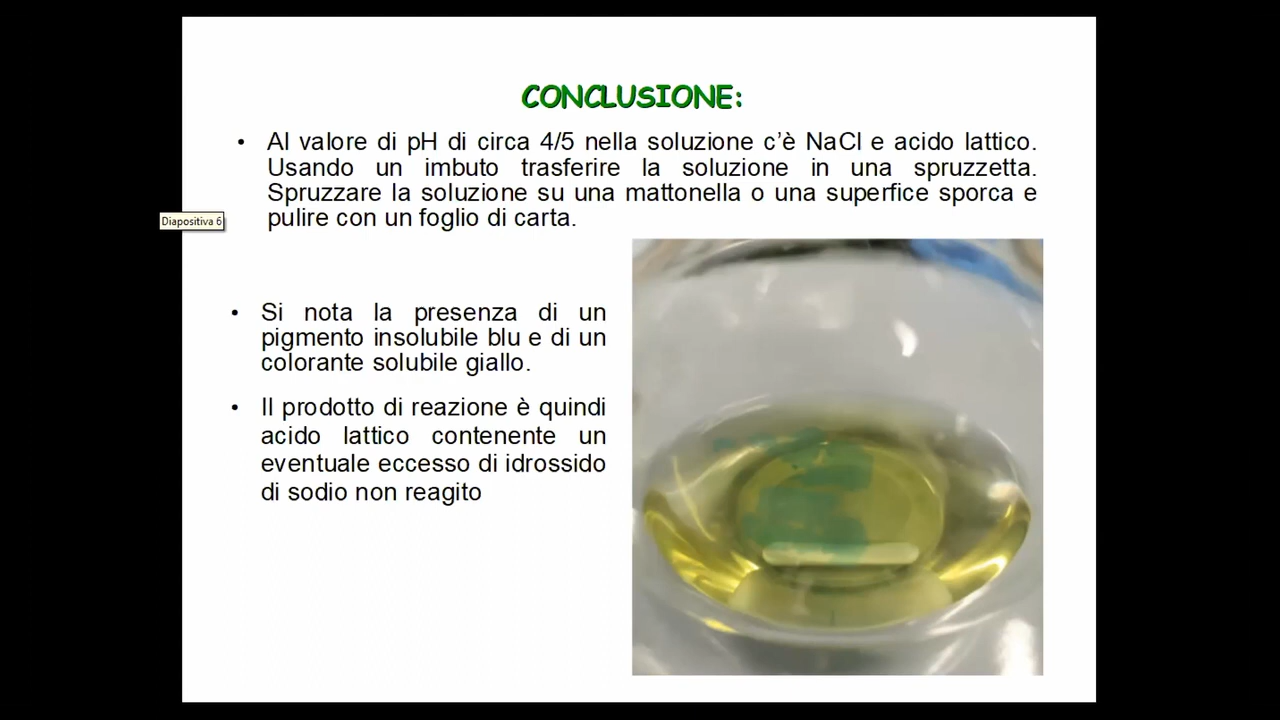 CONCLUSIONE:
• Al valore di pH di circa 4/5 nella soluzione c’è NaCl e acido lattico.
Usando un imbuto trasferire la soluzione in una spruzzetta.
Spruzzare la soluzione su una mattonella o una superfice sporca e
pulire con un foglio di carta.
Diapositiva 6
• Si nota la presenza di un
pigmento insolubile blu e di un
colorante solubile giallo.
• Il prodotto di reazione è quindi
acido lattico contenente un
eventuale eccesso di idrossido
di sodio non reagito